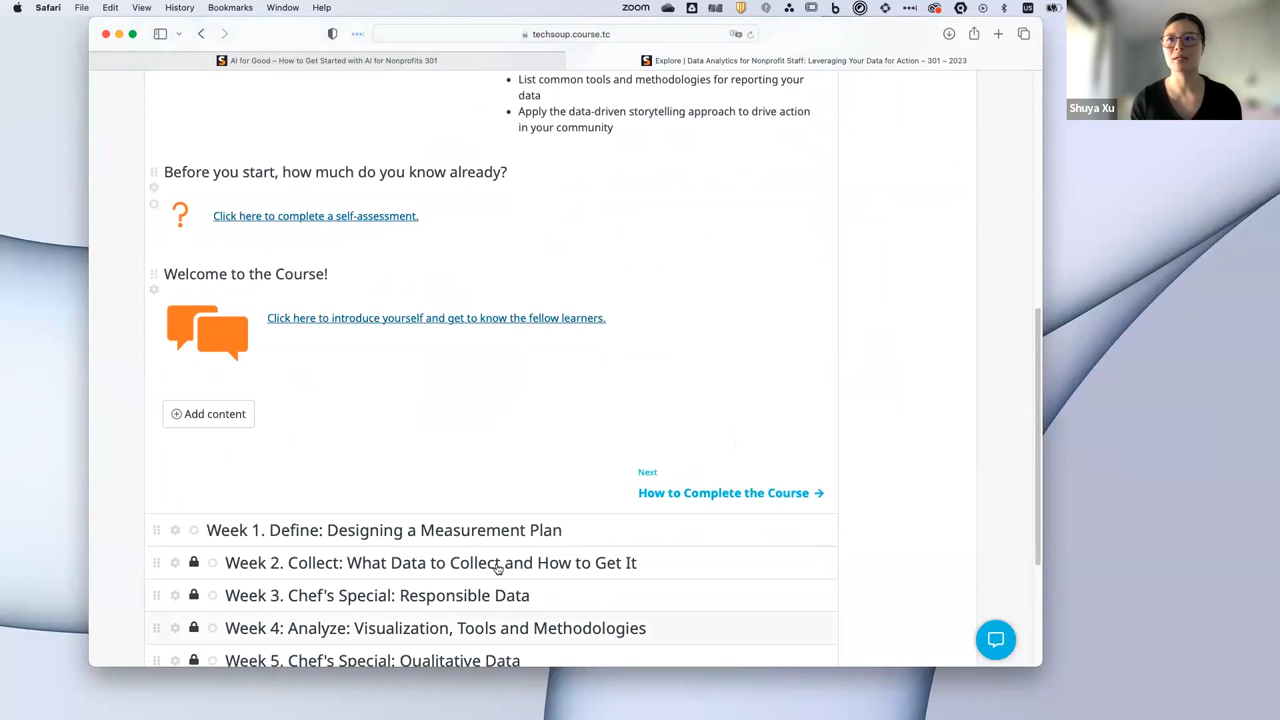 Safari File Edit View History Bookmarks Window Help
zoom
US
techsoup.course.tc
AI for Good – How to Get Started with AI for Nonprofits 301
Explore | Data Analytics for Nonprofit Staff: Leveraging Your Data for Action – 301 – 2023
Shuya Xu
List common tools and methodologies for reporting your
data
Apply the data-driven storytelling approach to drive action
in your community
Before you start, how much do you know already?
Click here to complete a self-assessment.
Welcome to the Course!
Click here to introduce yourself and get to know the fellow learners.
Add content
Next
How to Complete the Course →
Week 1. Define: Designing a Measurement Plan
Week 2. Collect: What Data to Collect and How to Get It
Week 3. Chef's Special: Responsible Data
Week 4: Analyze: Visualization, Tools and Methodologies
Week 5. Chef's Special: Qualitative Data